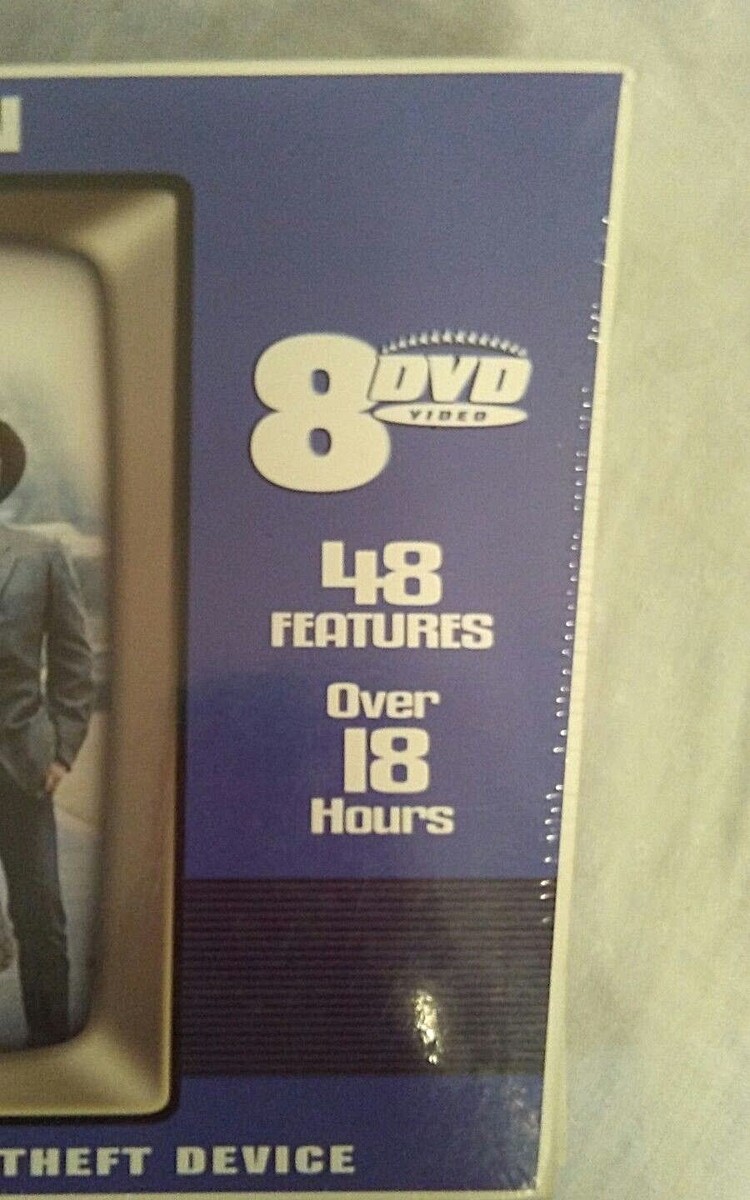 8 DVD
VIDEO
48
FEATURES
Over
18
Hours
THEFT DEVICE